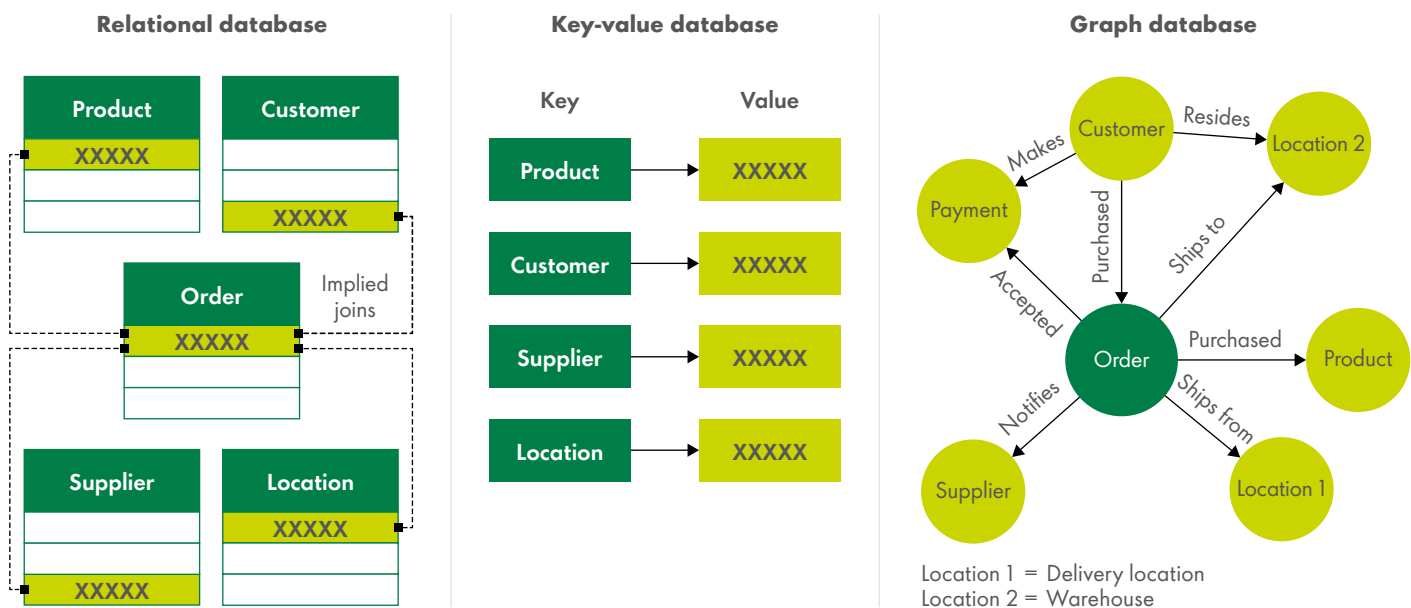 Relational database
Product
XXXXX
Customer
XXXXX
Order
XXXXX
Implied
joins
Supplier
XXXXX
Location
XXXXX
Key-value database
Key
Value
Product
XXXXX
Customer
XXXXX
Supplier
XXXXX
Location
XXXXX
Graph database
Customer
Resides
Location 2
Makes
Payment
Purchased
Ships to
Accepted
Order
Purchased
Product
Notifies
Ships from
Supplier
Location 1
Location 1 = Delivery location
Location 2 = Warehouse